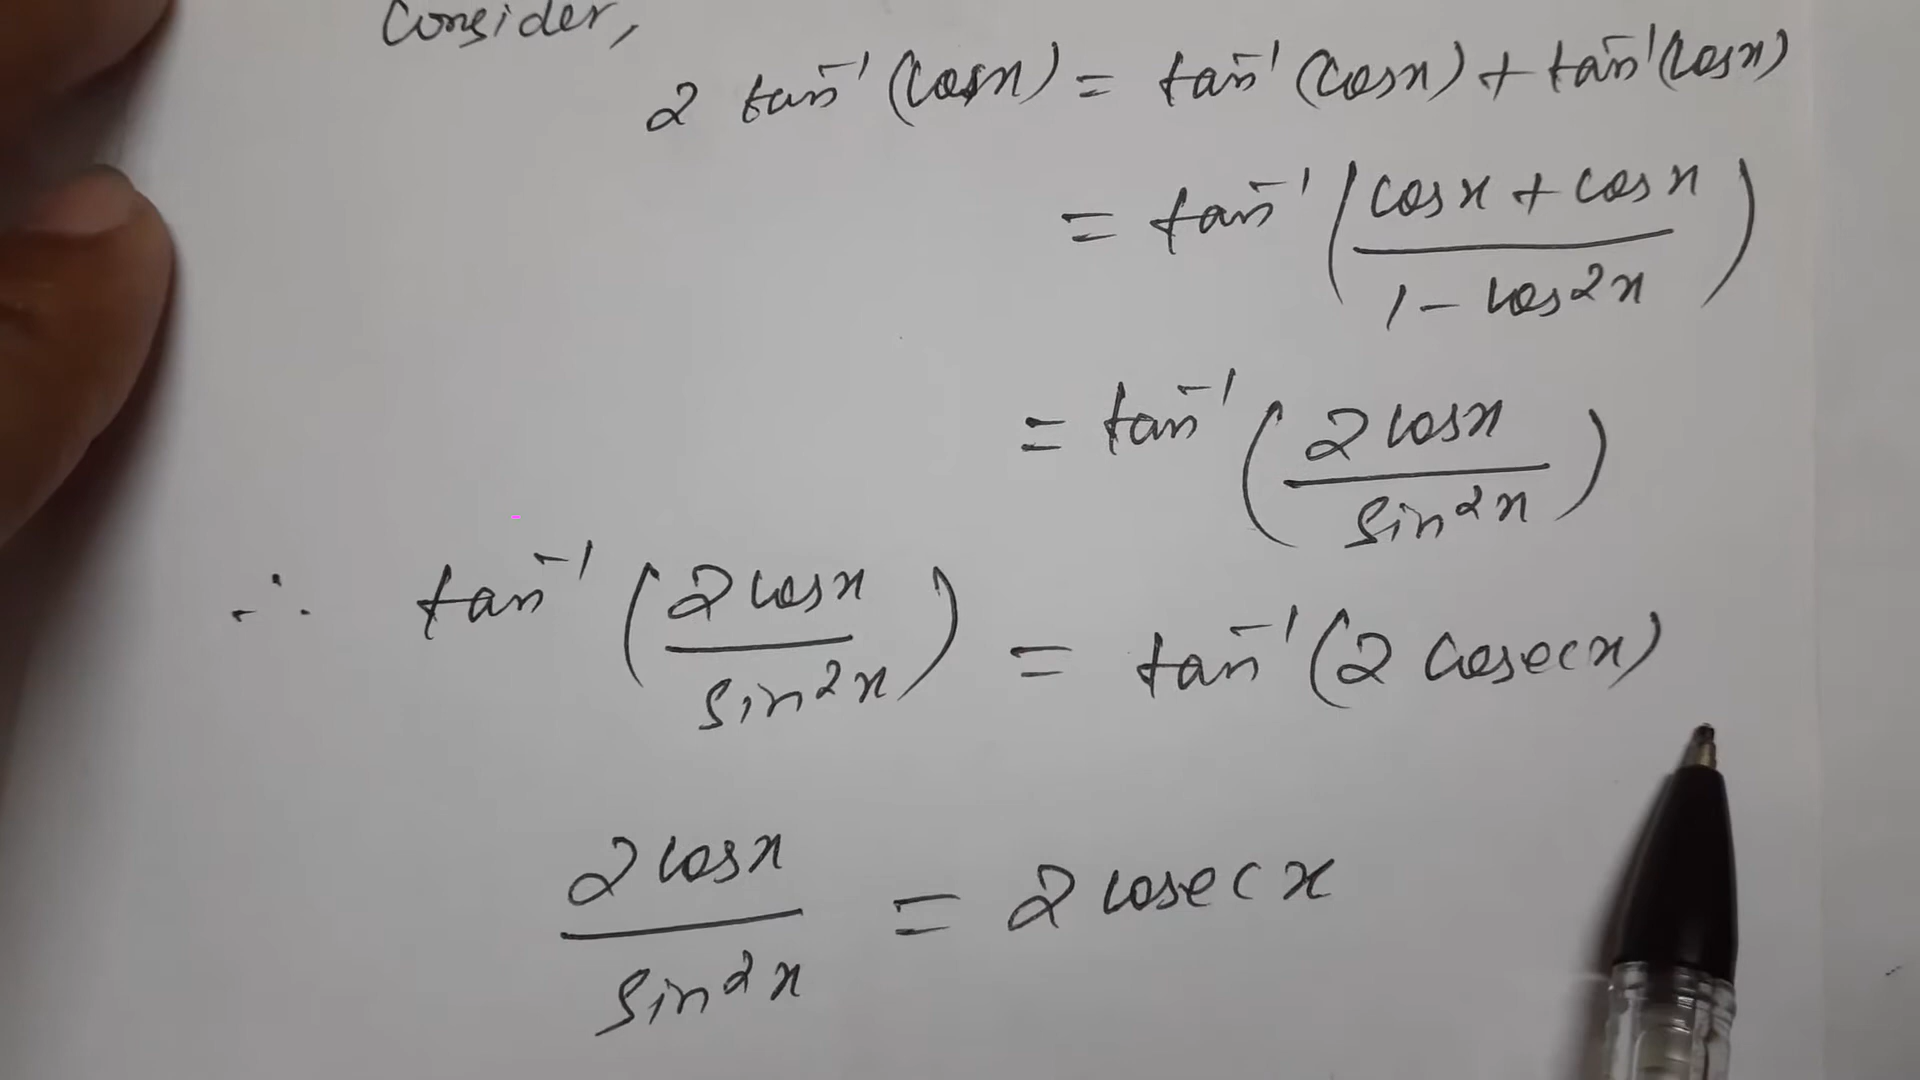 Consider,
2 tan⁻¹ (cosx) = tan⁻¹ (cosx) + tan⁻¹(cosx)
= tan⁻¹ ((cosx + cosx)/(1 - cos²x))
= tan⁻¹ (2cosx/sin²x)
∴ tan⁻¹ (2cosx/sin²x) = tan⁻¹ (2 cosecx)
2cosx/sin²x = 2 cosecx